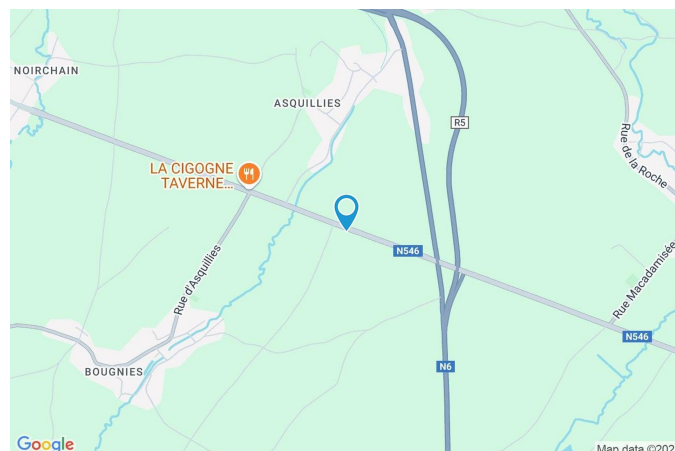 NOIRCHAIN
ASQUILLIES
R5
Rue de la Roche
LA CIGOGNE
TAVERNE...
N546
Rue d'Asquillies
Rue Macadamisée
N546
N6
BOUGNIES
Google
Map data ©202